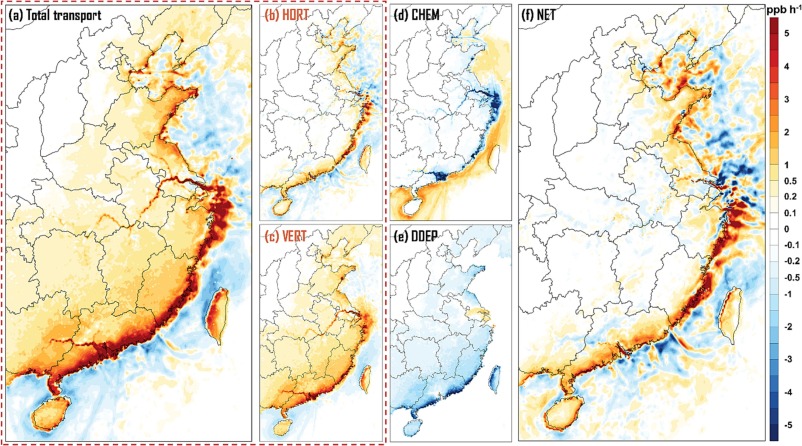 (a) Total transport
(b) HORT
(d) CHEM
(f) NET
ppb h⁻¹
(c) VERT
(e) DDEP
5
4
3
2
1
0.5
0.2
0.1
0
-0.1
-0.2
-0.5
-1
-2
-3
-4
-5